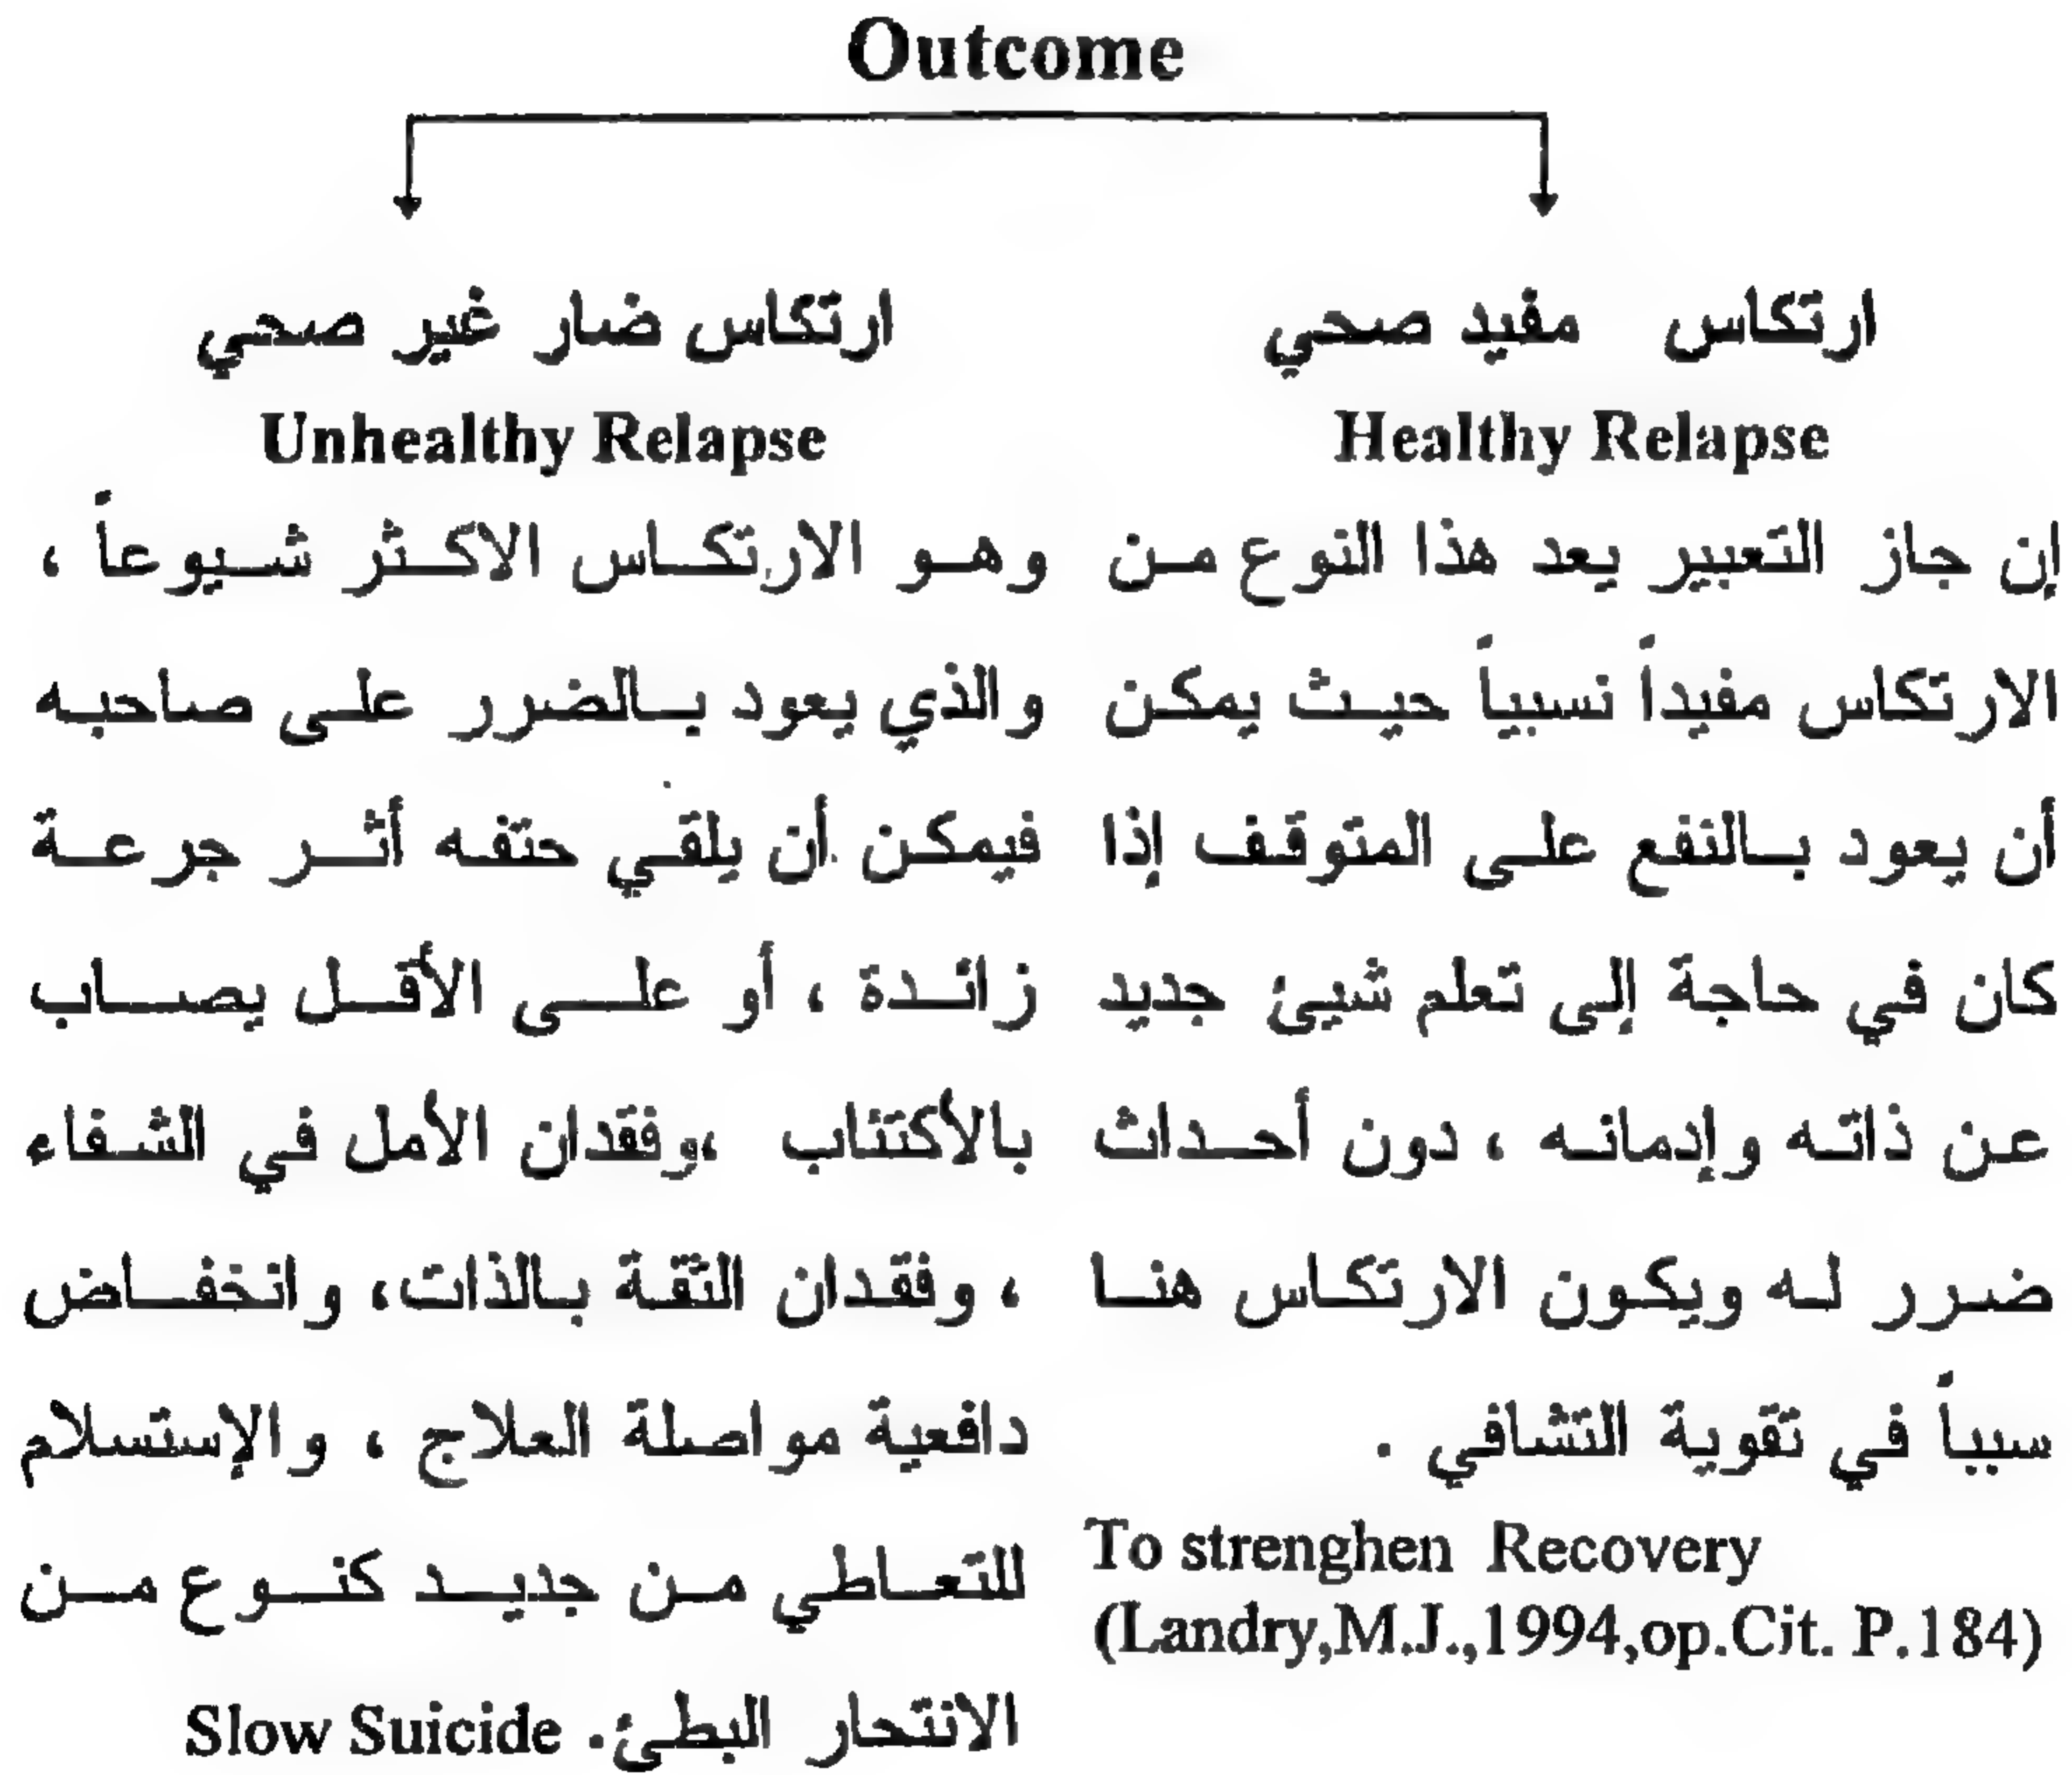 Outcome
ارتكاس مفيد صحي
Healthy Relapse
إن جاز التعبير يعد هذا النوع من
الارتكاس مفيداً نسبياً حيث يمكن
أن يعود بالنفع على المتوقف إذا
كان في حاجة إلى تعلم شيئ جديد
عن ذاته وإدمانه ، دون أحداث
ضرر له ويكون الارتكاس هنا
سبباً في تقوية التشافي .
To strenghen Recovery
(Landry,M.J.,1994,op.Cit. P.184)
ارتكاس ضار غير صحي
Unhealthy Relapse
وهو الارتكاس الاكثر شيوعاً ،
والذي يعود بالضرر على صاحبه
فيمكن أن يلقي حتفه أثر جرعة
زائدة ، أو على الأقل يصاب
بالأكتئاب ،وفقدان الأمل في الشفاء
، وفقدان الثقة بالذات، وانخفاض
دافعية مواصلة العلاج ، والإستسلام
للتعاطي من جديد كنوع من
الانتحار البطئ. Slow Suicide